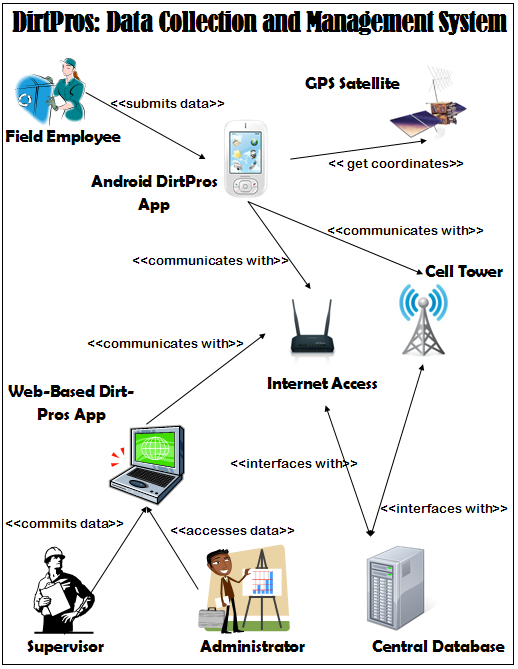 DirtPros: Data Collection and Management System
GPS Satellite
<<submits data>>
Field Employee
<< get coordinates>>
Android DirtPros
App
<<communicates with>>
<<communicates with>>
Cell Tower
<<communicates with>>
Internet Access
Web-Based Dirt-
Pros App
<<interfaces with>>
<<interfaces with>>
<<commits data>>
<<accesses data>>
Supervisor
Administrator
Central Database